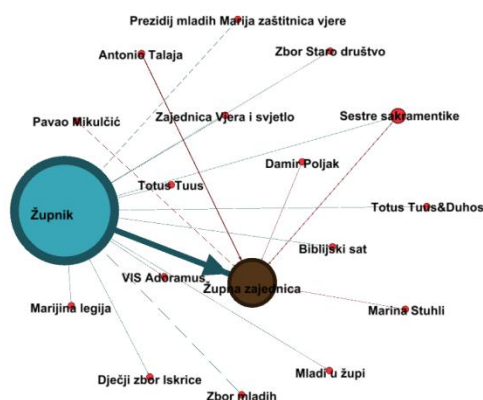 Prezidij mladih Marija zaštitnica vjere
Antonio Talaja
Zbor Staro društvo
Pavao Mikulčić
Zajednica Vjera i svjetlo
Sestre sakramentike
Damir Poljak
Totus Tuus
Župnik
Totus Tuus&Duhos
Biblijski sat
VIS Adoramus
Župna zajednica
Marijina legija
Marina Stuhli
Dječji zbor Iskrice
Mladi u župi
Zbor mladih